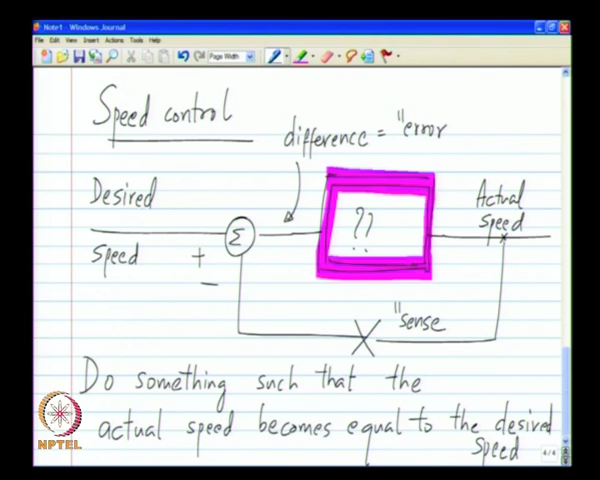 Note1 - Windows Journal
File Edit View Insert Actions Tools Help
Page Width
Speed control
difference = "error
Desired
Speed
+
−
Σ
??
Actual
speed
"sense
Do something such that the
actual speed becomes equal to the desired
speed
NPTEL
4/4